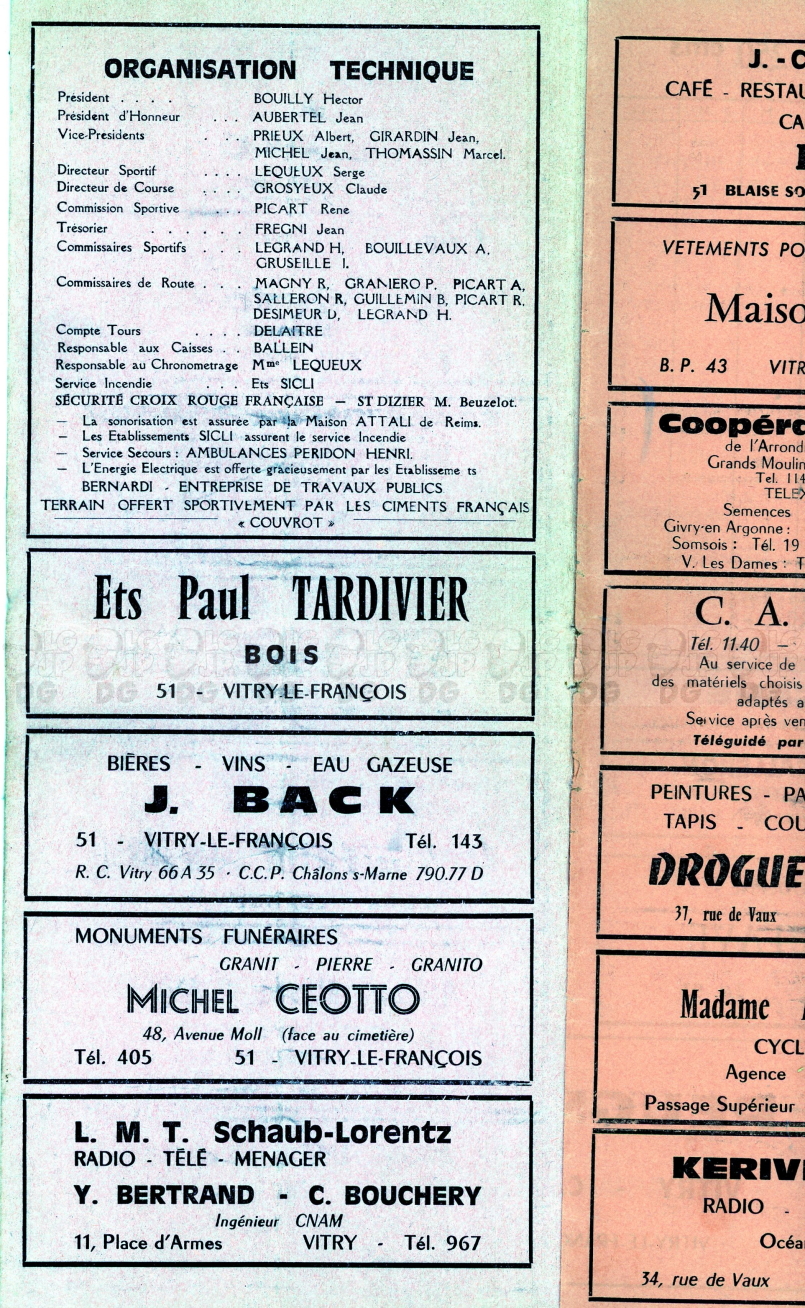 ORGANISATION TECHNIQUE
Président . . . . BOUILLY Hector
Président d'Honneur . . . AUBERTEL Jean
Vice-Presidents . . . PRIEUX Albert, GIRARDIN Jean,
MICHEL Jean, THOMASSIN Marcel.
Directeur Sportif . . . . LEQUEUX Serge
Directeur de Course . . . . GROSYEUX Claude
Commission Sportive . . . . PICART Rene
Trésorier . . . . . . FREGNI Jean
Commissaires Sportifs . . . LEGRAND H, BOUILLEVAUX A,
GRUSEILLE I.
Commissaires de Route . . . MAGNY R, GRANIERO P. PICART A,
SALLERON R, GUILLEMIN B, PICART R.
DESIMEUR D, LEGRAND H.
Compte Tours . . . . DELAITRE
Responsable aux Caisses . . BALLEIN
Responsable au Chronometrage Mme LEQUEUX
Service Incendie . . . Ets SICLI
SÉCURITÉ CROIX ROUGE FRANÇAISE — ST DIZIER M. Beuzelot.
— La sonorisation est assurée par la Maison ATTALI de Reims.
— Les Etablissements SICLI assurent le service Incendie
— Service Secours : AMBULANCES PERIDON HENRI.
— L'Energie Electrique est offerte gracieusement par les Etablisseme ts
BERNARDI - ENTREPRISE DE TRAVAUX PUBLICS
TERRAIN OFFERT SPORTIVEMENT PAR LES CIMENTS FRANÇAIS
« COUVROT »
Ets Paul TARDIVIER
BOIS
51 - VITRY-LE-FRANÇOIS
BIÈRES - VINS - EAU GAZEUSE
J. BACK
51 - VITRY-LE-FRANÇOIS Tél. 143
R. C. Vitry 66 A 35 · C.C.P. Châlons s-Marne 790.77 D
MONUMENTS FUNÉRAIRES
GRANIT - PIERRE - GRANITO
MICHEL CEOTTO
48, Avenue Moll (face au cimetière)
Tél. 405 51 - VITRY-LE-FRANÇOIS
L. M. T. Schaub-Lorentz
RADIO - TÉLÉ - MENAGER
Y. BERTRAND - C. BOUCHERY
Ingénieur CNAM
11, Place d'Armes VITRY - Tél. 967
J. - C
CAFÉ - RESTAU
CA
51 BLAISE SO
VETEMENTS PO
Maiso
B. P. 43 VITR
Coopéra
de l'Arrond
Grands Moulin
Tel. 114
TELEX
Semences
Givry-en Argonne :
Somsois : Tél. 19
V. Les Dames : T
C. A.
Tél. 11.40 —
Au service de
des matériels choisis
adaptés a
Service après ven
Téléguidé par
PEINTURES - PA
TAPIS - COU
DROGUE
37, rue de Vaux
Madame
CYCL
Agence
Passage Supérieur
KERIVI
RADIO -
Océa
34, rue de Vaux